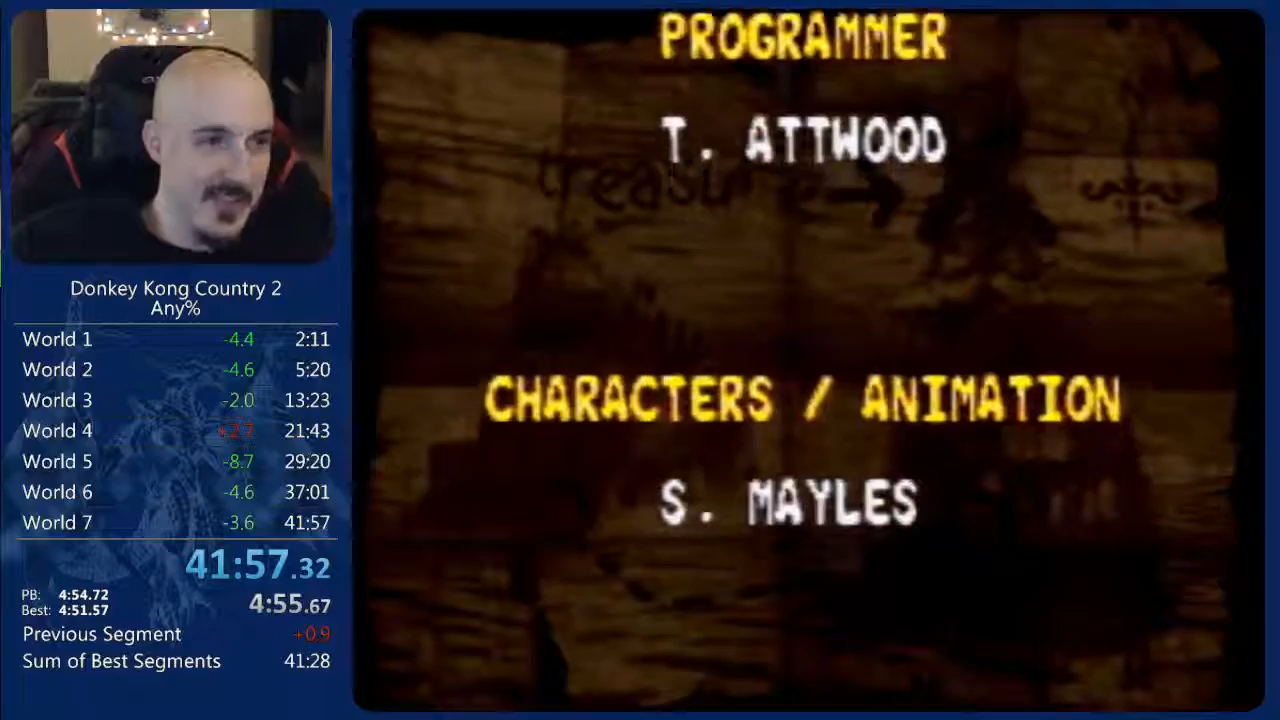 Donkey Kong Country 2
Any%
World 1 -4.4 2:11
World 2 -4.6 5:20
World 3 -2.0 13:23
World 4 +2.7 21:43
World 5 -8.7 29:20
World 6 -4.6 37:01
World 7 -3.6 41:57
41:57.32
PB: 4:54.72
Best: 4:51.57
4:55.67
Previous Segment +0.9
Sum of Best Segments 41:28
PROGRAMMER
T. ATTWOOD
treasure
CHARACTERS / ANIMATION
S. MAYLES